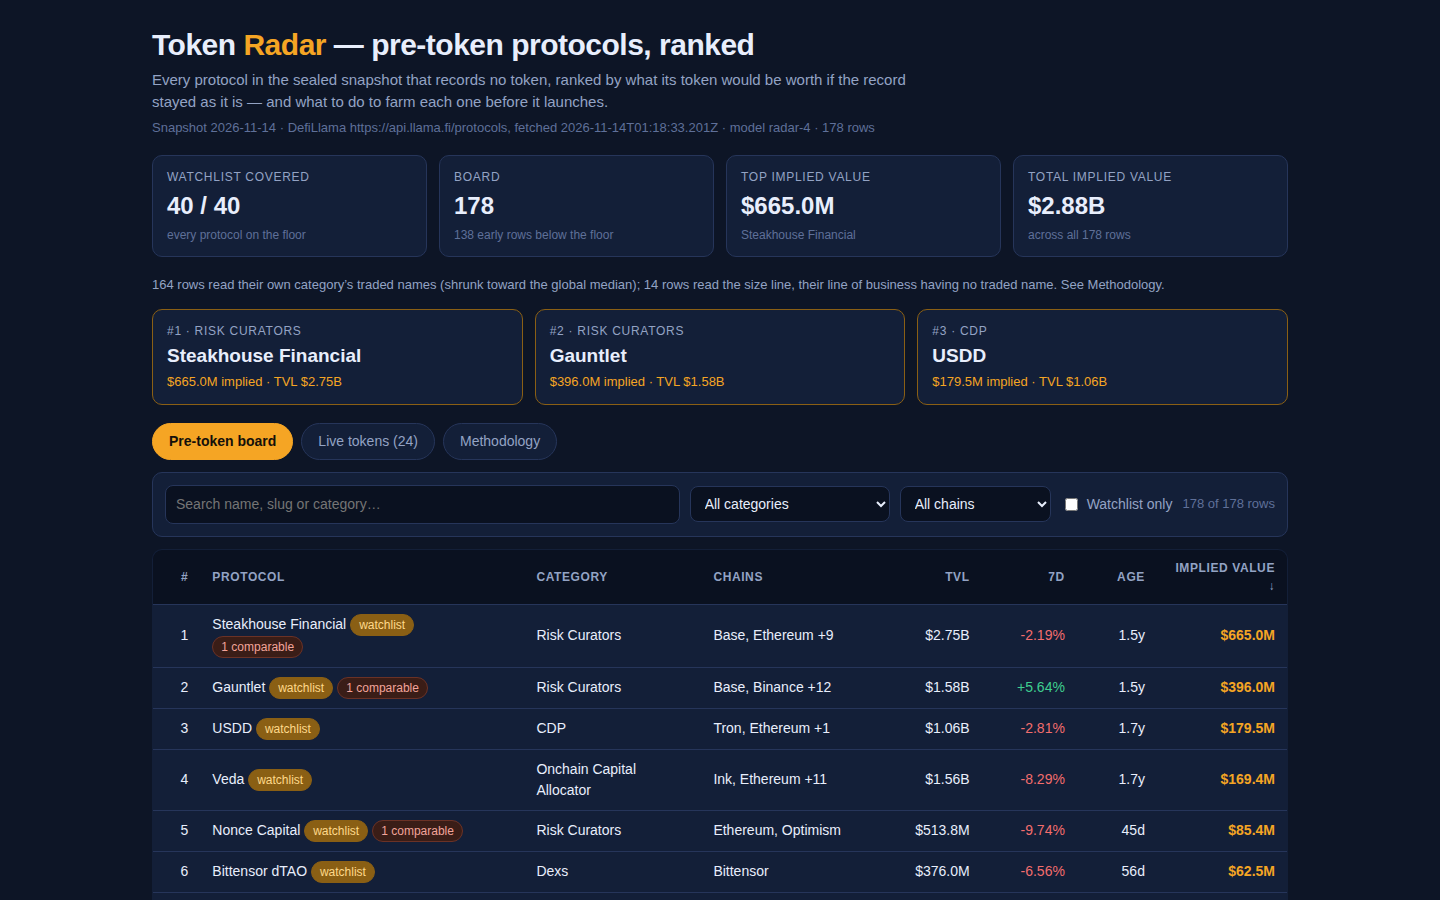 Token Radar — pre-token protocols, ranked
Every protocol in the sealed snapshot that records no token, ranked by what its token would be worth if the record
stayed as it is — and what to do to farm each one before it launches.
Snapshot 2026-11-14 · DefiLlama https://api.llama.fi/protocols, fetched 2026-11-14T01:18:33.201Z · model radar-4 · 178 rows
WATCHLIST COVERED
40 / 40
every protocol on the floor
BOARD
178
138 early rows below the floor
TOP IMPLIED VALUE
$665.0M
Steakhouse Financial
TOTAL IMPLIED VALUE
$2.88B
across all 178 rows
164 rows read their own category's traded names (shrunk toward the global median); 14 rows read the size line, their line of business having no traded name. See Methodology.
#1 · RISK CURATORS
Steakhouse Financial
$665.0M implied · TVL $2.75B
#2 · RISK CURATORS
Gauntlet
$396.0M implied · TVL $1.58B
#3 · CDP
USDD
$179.5M implied · TVL $1.06B
Pre-token board Live tokens (24) Methodology
Search name, slug or category… All categories All chains Watchlist only 178 of 178 rows
# PROTOCOL CATEGORY CHAINS TVL 7D AGE IMPLIED VALUE ↓
1 Steakhouse Financial watchlist 1 comparable Risk Curators Base, Ethereum +9 $2.75B -2.19% 1.5y $665.0M
2 Gauntlet watchlist 1 comparable Risk Curators Base, Binance +12 $1.58B +5.64% 1.5y $396.0M
3 USDD watchlist CDP Tron, Ethereum +1 $1.06B -2.81% 1.7y $179.5M
4 Veda watchlist Onchain Capital Allocator Ink, Ethereum +11 $1.56B -8.29% 1.7y $169.4M
5 Nonce Capital watchlist 1 comparable Risk Curators Ethereum, Optimism $513.8M -9.74% 45d $85.4M
6 Bittensor dTAO watchlist Dexs Bittensor $376.0M -6.56% 56d $62.5M